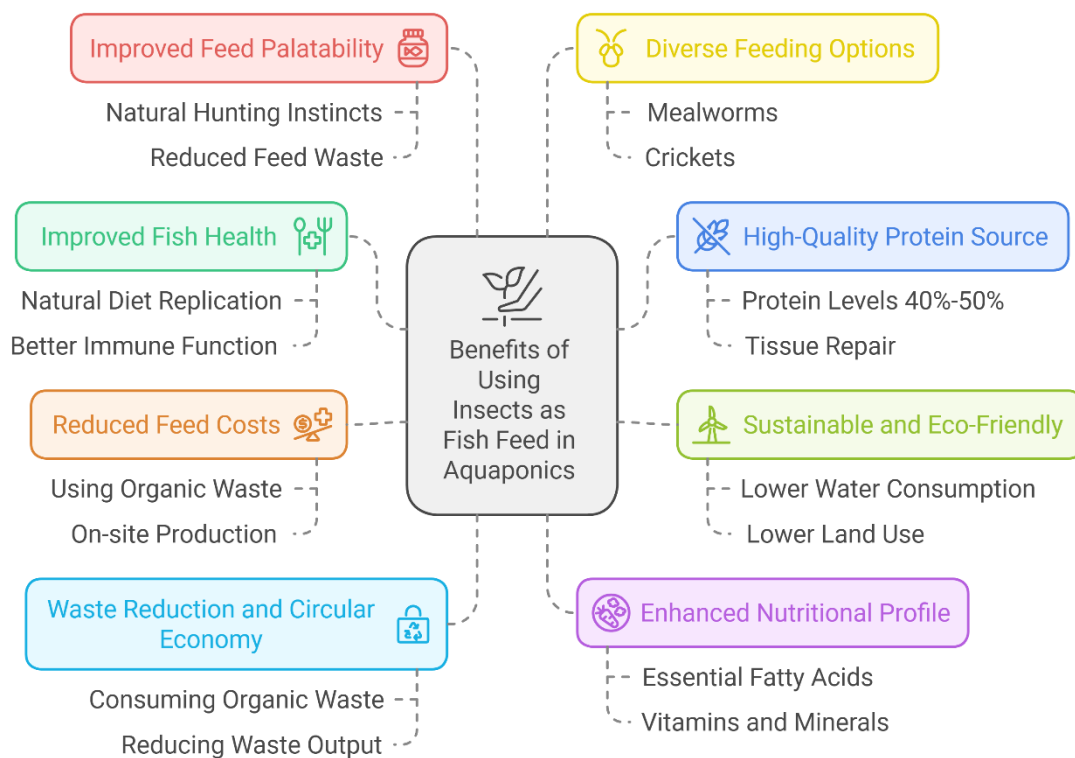 Improved Feed Palatability
Natural Hunting Instincts
Reduced Feed Waste
Diverse Feeding Options
Mealworms
Crickets
Improved Fish Health
Natural Diet Replication
Better Immune Function
High-Quality Protein Source
Protein Levels 40%-50%
Tissue Repair
Benefits of
Using
Insects as
Fish Feed in
Aquaponics
Reduced Feed Costs
Using Organic Waste
On-site Production
Sustainable and Eco-Friendly
Lower Water Consumption
Lower Land Use
Waste Reduction and Circular
Economy
Consuming Organic Waste
Reducing Waste Output
Enhanced Nutritional Profile
Essential Fatty Acids
Vitamins and Minerals